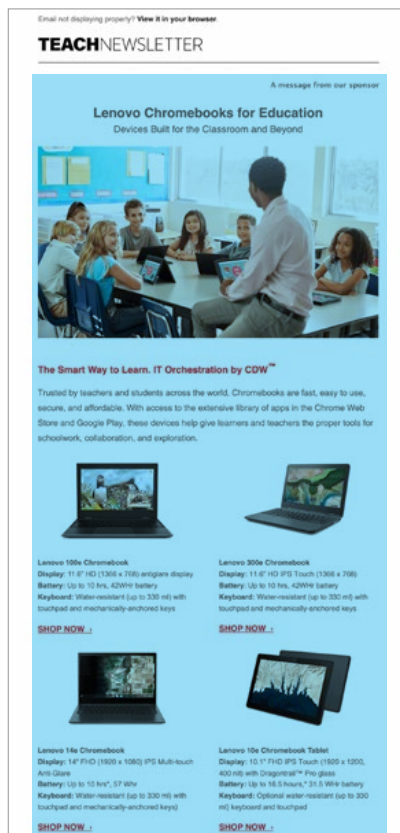 Email not displaying properly? View it in your browser.
TEACHNEWSLETTER
A message from our sponsor
Lenovo Chromebooks for Education
Devices Built for the Classroom and Beyond
The Smart Way to Learn. IT Orchestration by CDW™
Trusted by teachers and students across the world, Chromebooks are fast, easy to use,
secure, and affordable. With access to the extensive library of apps in the Chrome Web
Store and Google Play, these devices help give learners and teachers the proper tools for
schoolwork, collaboration, and exploration.
Lenovo 100e Chromebook
Display: 11.6" HD (1366 x 768) antiglare display
Battery: Up to 10 hrs, 42WHr battery
Keyboard: Water-resistant (up to 330 ml) with
touchpad and mechanically-anchored keys
SHOP NOW ›
Lenovo 300e Chromebook
Display: 11.6" HD IPS Touch (1366 x 768)
Battery: Up to 10 hrs, 42WHr battery
Keyboard: Water-resistant (up to 330 ml) with
touchpad and mechanically-anchored keys
SHOP NOW ›
Lenovo 14e Chromebook
Display: 14" FHD (1920 x 1080) IPS Multi-touch
Anti Glare
Battery: Up to 10 hrs*, 57 Whr
Keyboard: Water-resistant (up to 330 ml) with
touchpad and mechanically-anchored keys)
SHOP NOW ›
Lenovo 10e Chromebook Tablet
Display: 10.1" FHD IPS Touch (1920 x 1200,
400 nit) with Dragontrail™ Pro glass
Battery: Up to 16.5 hours,* 31.5 WHr battery
Keyboard: Optional water-resistant (up to 330
ml) keyboard and touchpad
SHOP NOW ›